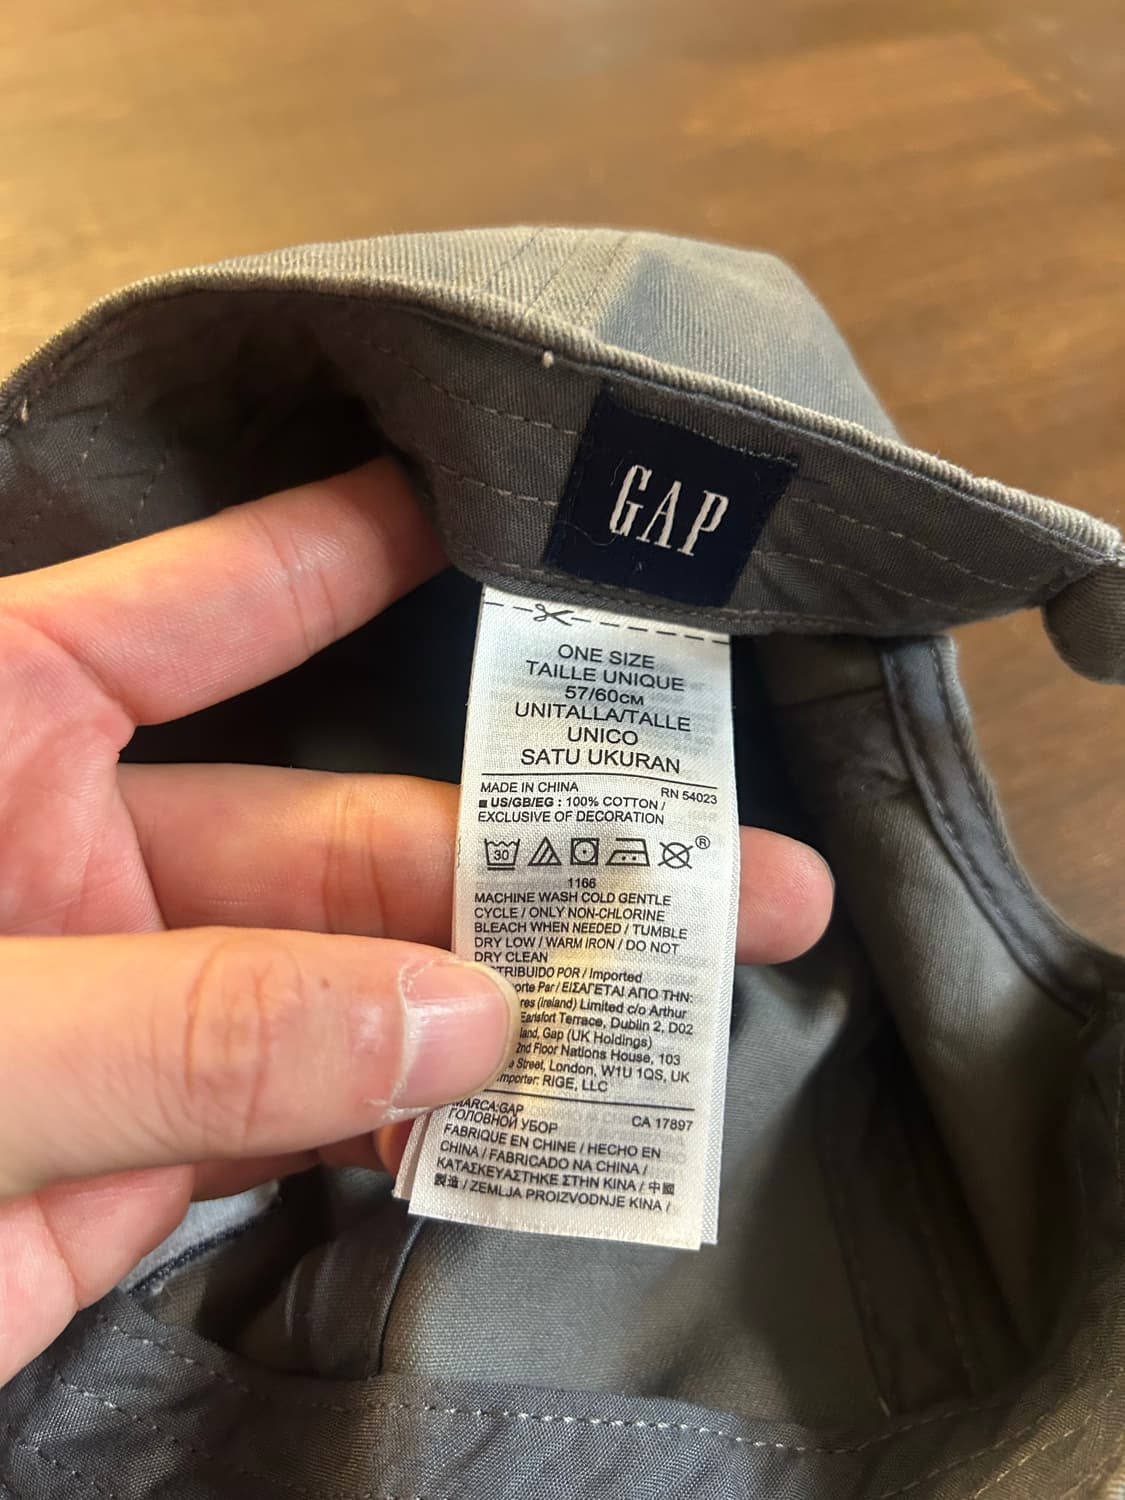 GAP
ONE SIZE
TAILLE UNIQUE
57/60CM
UNITALLA/TALLE
UNICO
SATU UKURAN
MADE IN CHINA RN 54023
US/GB/EG : 100% COTTON /
EXCLUSIVE OF DECORATION
30 ®
1166
MACHINE WASH COLD GENTLE
CYCLE / ONLY NON-CHLORINE
BLEACH WHEN NEEDED / TUMBLE
DRY LOW / WARM IRON / DO NOT
DRY CLEAN
POR / Imported
Par / ΕΙΣΑΓΕΤΑΙ ΑΠΟ ΤΗΝ:
(Ireland) Limited c/o Arthur
Earlsfort Terrace, Dublin 2, D02
Gap (UK Holdings)
2nd Floor Nations House, 103
Street, London, W1U 1QS, UK
RIGE, LLC
MARCA:GAP
ГОЛОВНОЙ УБОР CA 17897
FABRIQUE EN CHINE / HECHO EN
CHINA / FABRICADO NA CHINA /
ΚΑΤΑΣΚΕΥΑΣΤΗΚΕ ΣΤΗΝ ΚΙΝΑ / 中國
製造 / ZEMLJA PROIZVODNJE KINA /